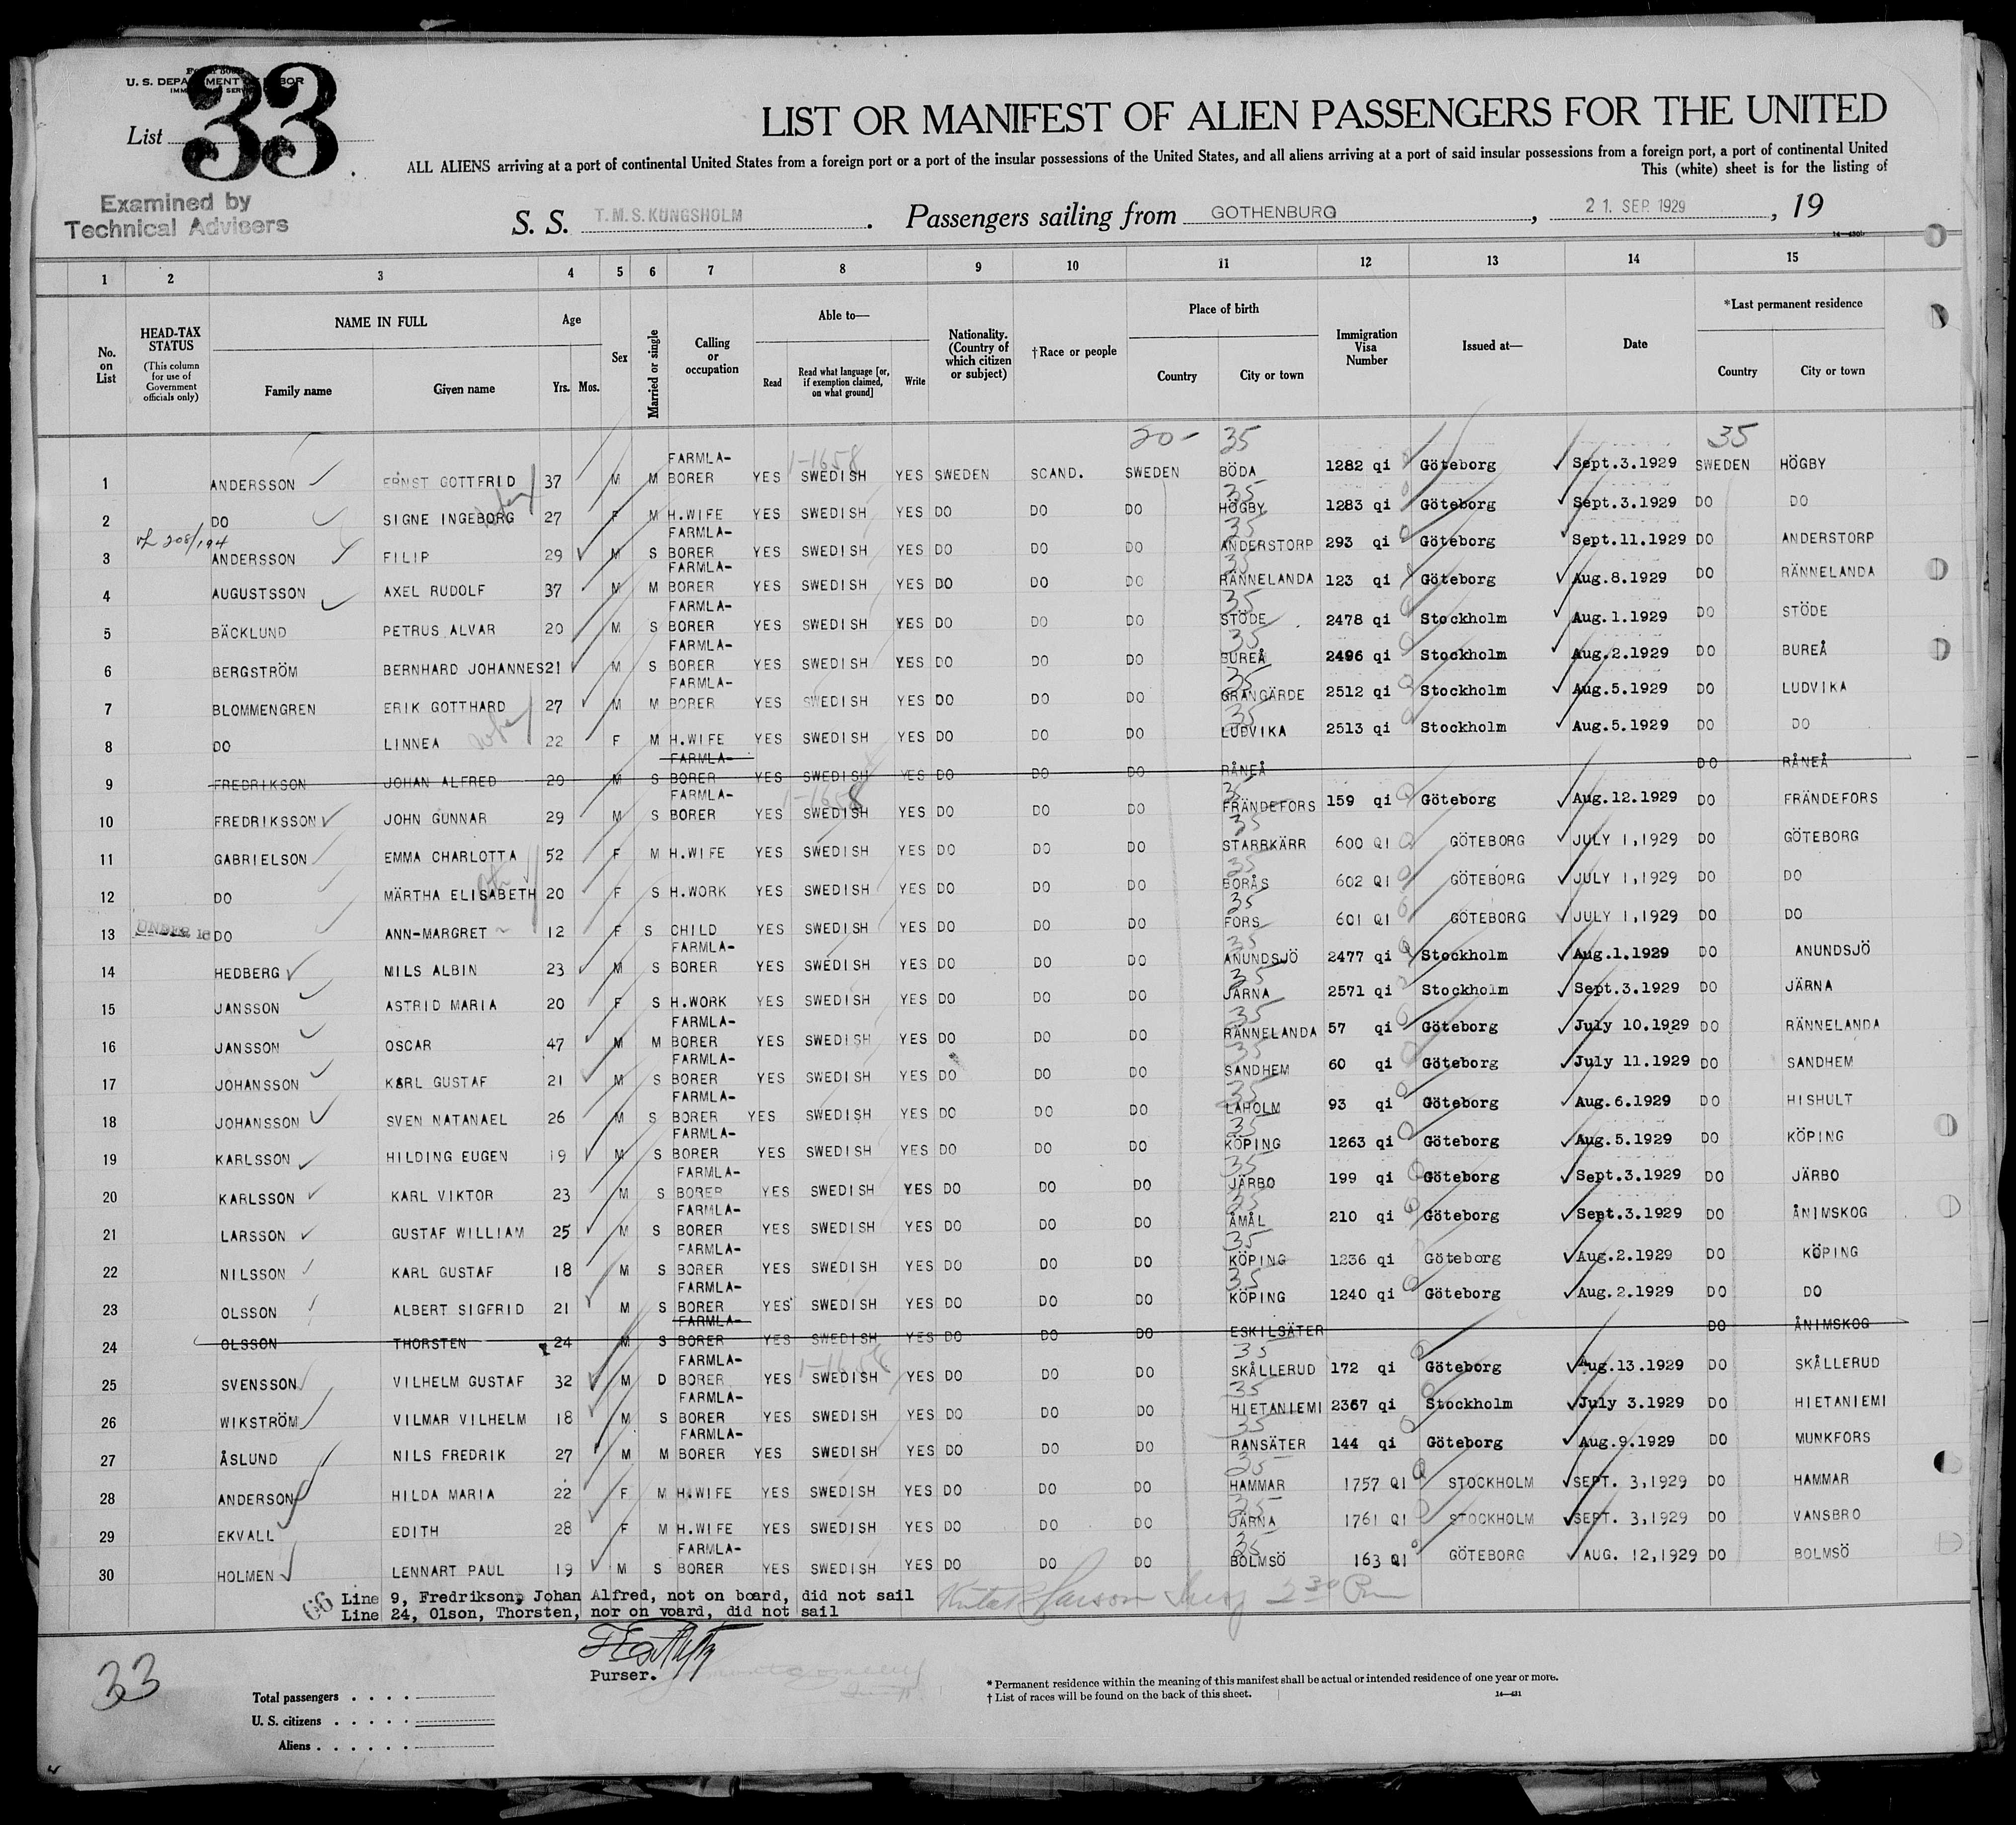 U. S. DEPARTMENT OF LABOR
List 33
LIST OR MANIFEST OF ALIEN PASSENGERS FOR THE UNITED
ALL ALIENS arriving at a port of continental United States from a foreign port or a port of the insular possessions of the United States, and all aliens arriving at a port of said insular possessions from a foreign port, a port of continental United
This (white) sheet is for the listing of
Examined by
Technical Advisers
S. S. T.M.S. KUNGSHOLM. Passengers sailing from GOTHENBURG, 21. SEP. 1929, 19
1 2 3 4 5 6 7 8 9 10 11 12 13 14 15
No. on List
HEAD-TAX STATUS
(This column for use of Government officials only)
NAME IN FULL
Family name Given name
Age
Yrs. Mos.
Sex
Married or single
Calling or occupation
Able to—
Read
Read what language [or, if exemption claimed, on what ground]
Write
Nationality. (Country of which citizen or subject)
†Race or people
Place of birth
Country City or town
Immigration Visa Number
Issued at—
Date
*Last permanent residence
Country City or town
20- 35 35
1 ANDERSSON ERNST GOTTFRID 37 M M FARMLA-BORER YES SWEDISH YES SWEDEN SCAND. SWEDEN BÖDA 1282 qi Göteborg Sept.3.1929 SWEDEN HÖGBY
2 DO SIGNE INGEBORG 27 F M H.WIFE YES SWEDISH YES DO DO DO HÖGBY 1283 qi Göteborg Sept.3.1929 DO DO
3 ANDERSSON FILIP 29 M S FARMLA-BORER YES SWEDISH YES DO DO DO ANDERSTORP 293 qi Göteborg Sept.11.1929 DO ANDERSTORP
4 AUGUSTSSON AXEL RUDOLF 37 M M FARMLA-BORER YES SWEDISH YES DO DO DO RÄNNELANDA 123 qi Göteborg Aug.8.1929 DO RÄNNELANDA
5 BÄCKLUND PETRUS ALVAR 20 M S FARMLA-BORER YES SWEDISH YES DO DO DO STÖDE 2478 qi Stockholm Aug.1.1929 DO STÖDE
6 BERGSTRÖM BERNHARD JOHANNES 21 M S FARMLA-BORER YES SWEDISH YES DO DO DO BUREÅ 2496 qi Stockholm Aug.2.1929 DO BUREÅ
7 BLOMMENGREN ERIK GOTTHARD 27 M M FARMLA-BORER YES SWEDISH YES DO DO DO GRANGÄRDE 2512 qi Stockholm Aug.5.1929 DO LUDVIKA
8 DO LINNEA 22 F M H.WIFE YES SWEDISH YES DO DO DO LUDVIKA 2513 qi Stockholm Aug.5.1929 DO DO
9 FREDRIKSON JOHAN ALFRED 29 M S FARMLA-BORER YES SWEDISH YES DO DO DO RÅNEÅ DO RÅNEÅ
10 FREDRIKSSON JOHN GUNNAR 29 M S FARMLA-BORER YES SWEDISH YES DO DO DO FRÄNDEFORS 159 qi Göteborg Aug.12.1929 DO FRÄNDEFORS
11 GABRIELSON EMMA CHARLOTTA 52 F M H.WIFE YES SWEDISH YES DO DO DO STARRKÄRR 600 QI GÖTEBORG JULY 1,1929 DO GÖTEBORG
12 DO MÄRTHA ELISABETH 20 F S H.WORK YES SWEDISH YES DO DO DO BORÅS 602 QI GÖTEBORG JULY 1,1929 DO DO
13 UNDER 16 DO ANN-MARGRET 12 F S CHILD YES SWEDISH YES DO DO DO FORS 601 QI GÖTEBORG JULY 1,1929 DO DO
14 HEDBERG NILS ALBIN 23 M S FARMLA-BORER YES SWEDISH YES DO DO DO ANUNDSJÖ 2477 qi Stockholm Aug.1.1929 DO ANUNDSJÖ
15 JANSSON ASTRID MARIA 20 F S H.WORK YES SWEDISH YES DO DO DO JÄRNA 2571 qi Stockholm Sept.3.1929 DO JÄRNA
16 JANSSON OSCAR 47 M M FARMLA-BORER YES SWEDISH YES DO DO DO RÄNNELANDA 57 qi Göteborg July 10.1929 DO RÄNNELANDA
17 JOHANSSON KARL GUSTAF 21 M S FARMLA-BORER YES SWEDISH YES DO DO DO SANDHEM 60 qi Göteborg July 11.1929 DO SANDHEM
18 JOHANSSON SVEN NATANAEL 26 M S FARMLA-BORER YES SWEDISH YES DO DO DO LAHOLM 93 qi Göteborg Aug.6.1929 DO HISHULT
19 KARLSSON HILDING EUGEN 19 M S FARMLA-BORER YES SWEDISH YES DO DO DO KÖPING 1263 qi Göteborg Aug.5.1929 DO KÖPING
20 KARLSSON KARL VIKTOR 23 M S FARMLA-BORER YES SWEDISH YES DO DO DO JÄRBO 199 qi Göteborg Sept.3.1929 DO JÄRBO
21 LARSSON GUSTAF WILLIAM 25 M S FARMLA-BORER YES SWEDISH YES DO DO DO ÅMÅL 210 qi Göteborg Sept.3.1929 DO ÅNIMSKOG
22 NILSSON KARL GUSTAF 18 M S FARMLA-BORER YES SWEDISH YES DO DO DO KÖPING 1236 qi Göteborg Aug.2.1929 DO KÖPING
23 OLSSON ALBERT SIGFRID 21 M S FARMLA-BORER YES SWEDISH YES DO DO DO KÖPING 1240 qi Göteborg Aug.2.1929 DO DO
24 OLSSON THORSTEN 24 M S FARMLA-BORER YES SWEDISH YES DO DO DO ESKILSÄTER DO ÅNIMSKOG
25 SVENSSON VILHELM GUSTAF 32 M D FARMLA-BORER YES SWEDISH YES DO DO DO SKÅLLERUD 172 qi Göteborg Aug.13.1929 DO SKÅLLERUD
26 WIKSTRÖM VILMAR VILHELM 18 M S FARMLA-BORER YES SWEDISH YES DO DO DO HIETANIEMI 2367 qi Stockholm July 3.1929 DO HIETANIEMI
27 ÅSLUND NILS FREDRIK 27 M M FARMLA-BORER YES SWEDISH YES DO DO DO RANSÄTER 144 qi Göteborg Aug.9.1929 DO MUNKFORS
28 ANDERSON HILDA MARIA 22 F M H.WIFE YES SWEDISH YES DO DO DO HAMMAR 1757 QI STOCKHOLM SEPT. 3,1929 DO HAMMAR
29 EKVALL EDITH 28 F M H.WIFE YES SWEDISH YES DO DO DO JÄRNA 1761 QI STOCKHOLM SEPT. 3,1929 DO VANSBRO
30 HOLMEN LENNART PAUL 19 M S FARMLA-BORER YES SWEDISH YES DO DO DO BOLMSÖ 163 QI GÖTEBORG AUG. 12,1929 DO BOLMSÖ
66 Line 9, Fredrikson, Johan Alfred, not on board, did not sail
Line 24, Olson, Thorsten, nor on voard, did not sail
Purser.
33
Total passengers . . . .
U. S. citizens . . . . .
Aliens . . . . . .
* Permanent residence within the meaning of this manifest shall be actual or intended residence of one year or more.
† List of races will be found on the back of this sheet.